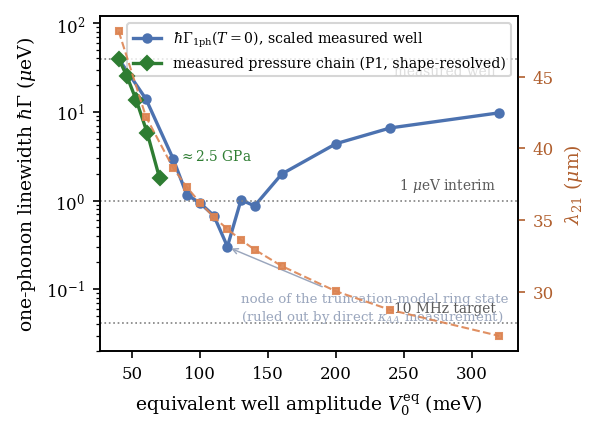 ħΓ1ph(T = 0), scaled measured well
measured pressure chain (P1, shape-resolved)
measured well
≈2.5 GPa
1 μeV interim
node of the truncation-model ring state
(ruled out by direct κΛΛ measurement)
10 MHz target
one-phonon linewidth ħΓ (μeV)
10²
10¹
10⁰
10⁻¹
λ21 (μm)
45
40
35
30
50
100
150
200
250
300
equivalent well amplitude V0^eq (meV)